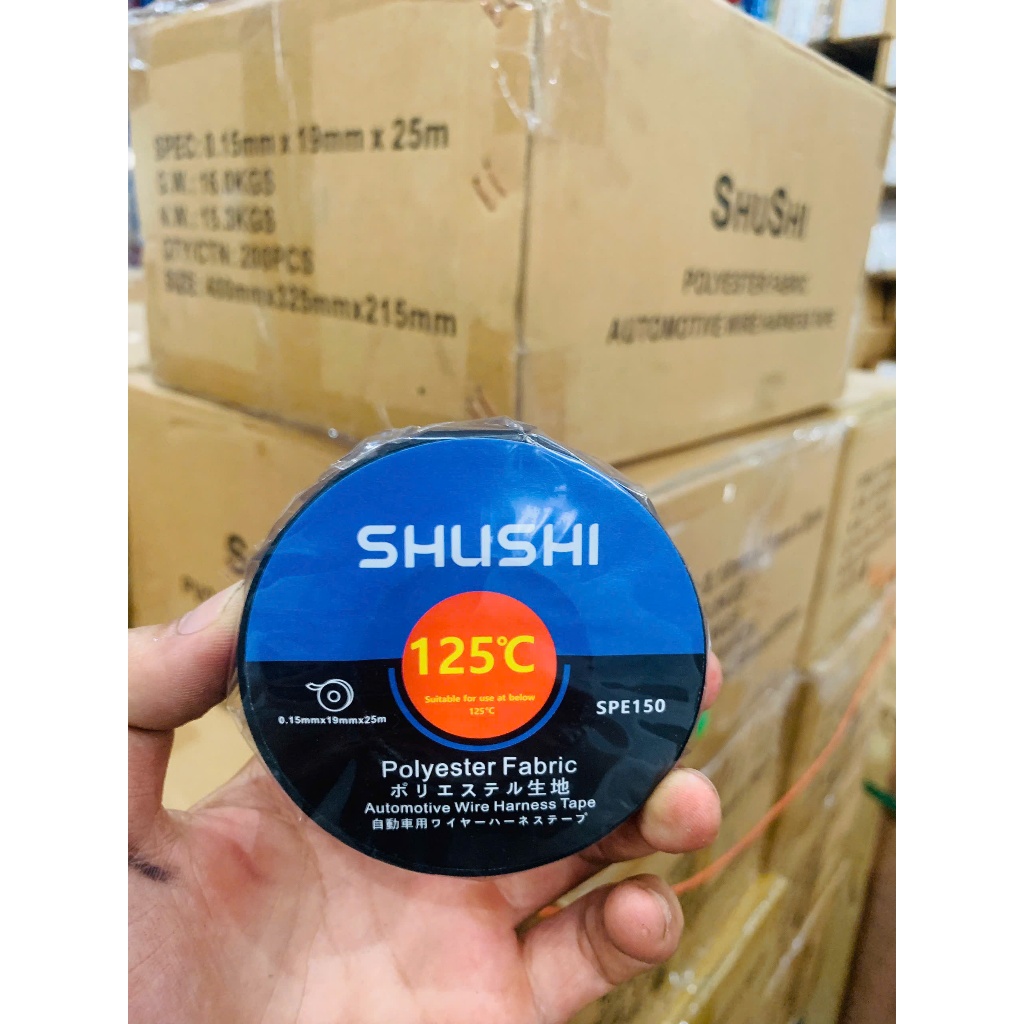 SPEC: 0.15mm x 19mm x 25m
G.W.: 16.0KGS
N.W.: 15.3KGS
QTY/CTN: 200PCS
SIZE: 400mmx325mmx215mm
SHUSHI
POLYESTER FABRIC
AUTOMOTIVE WIRE HARNESS TAPE
SHUSHI
125℃
Suitable for use at below
125℃
0.15mmx19mmx25m
SPE150
Polyester Fabric
ポリエステル生地
Automotive Wire Harness Tape
自動車用ワイヤーハーネステープ